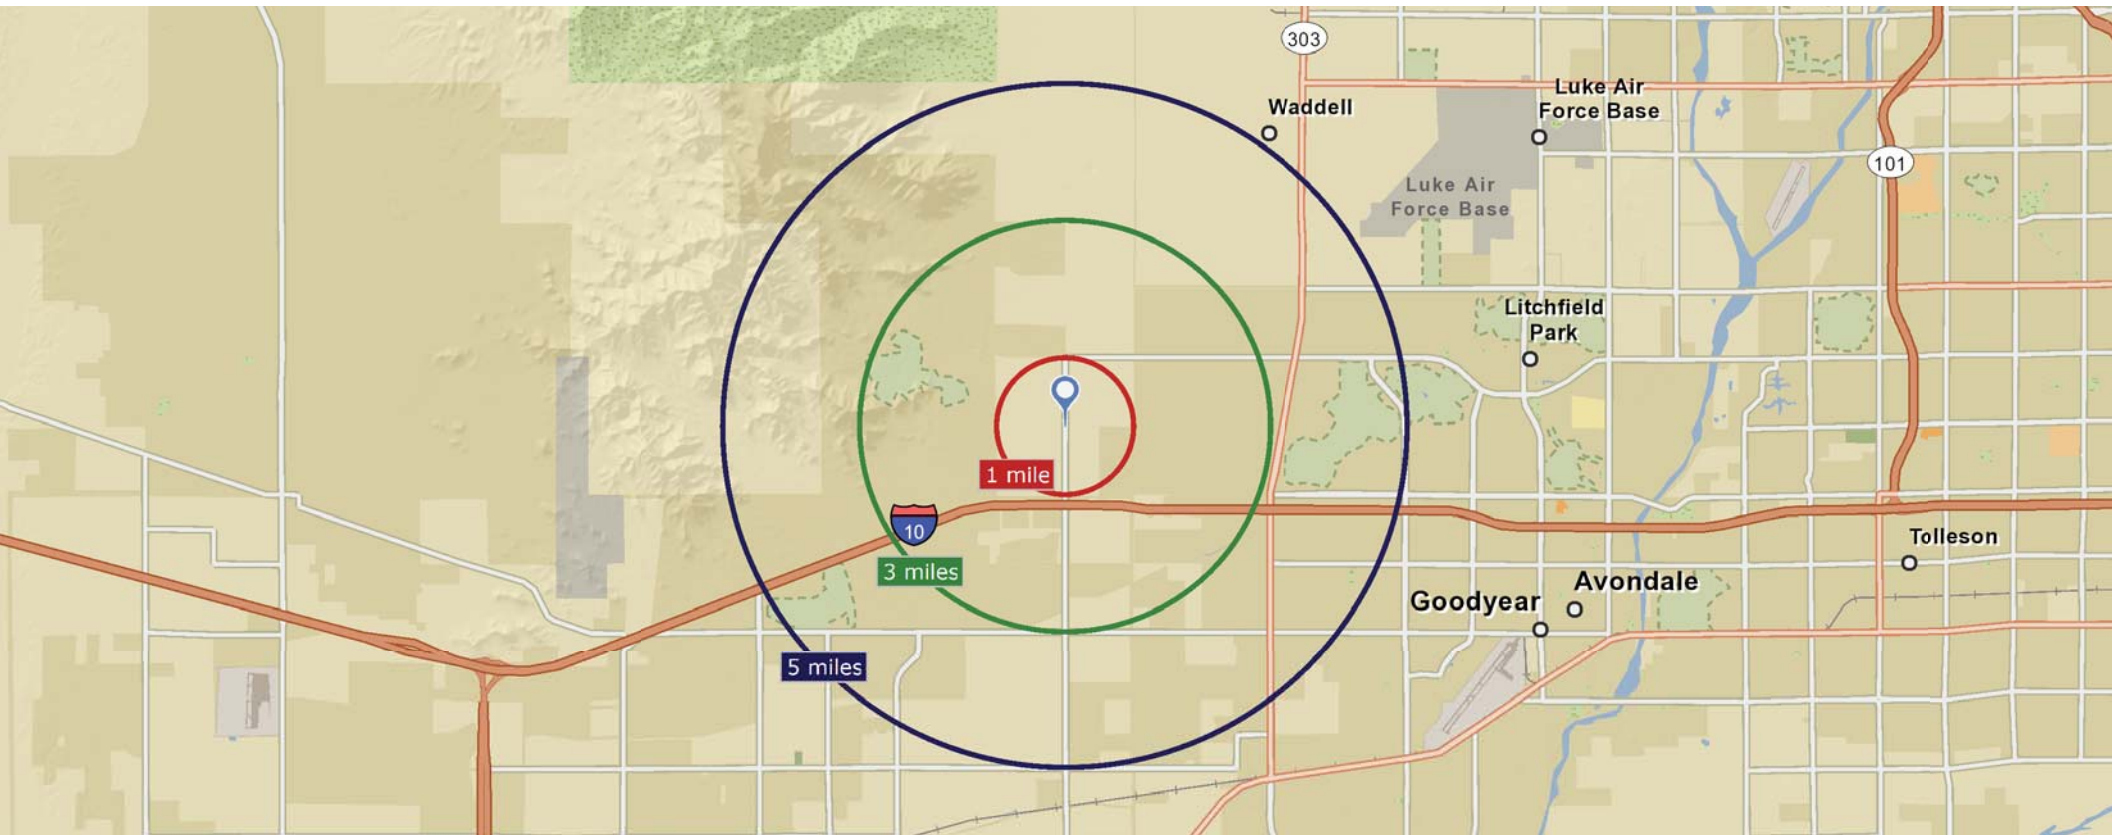 303
Waddell
Luke Air
Force Base
101
Luke Air
Force Base
Litchfield
Park
1 mile
10
3 miles
Tolleson
Avondale
Goodyear
5 miles